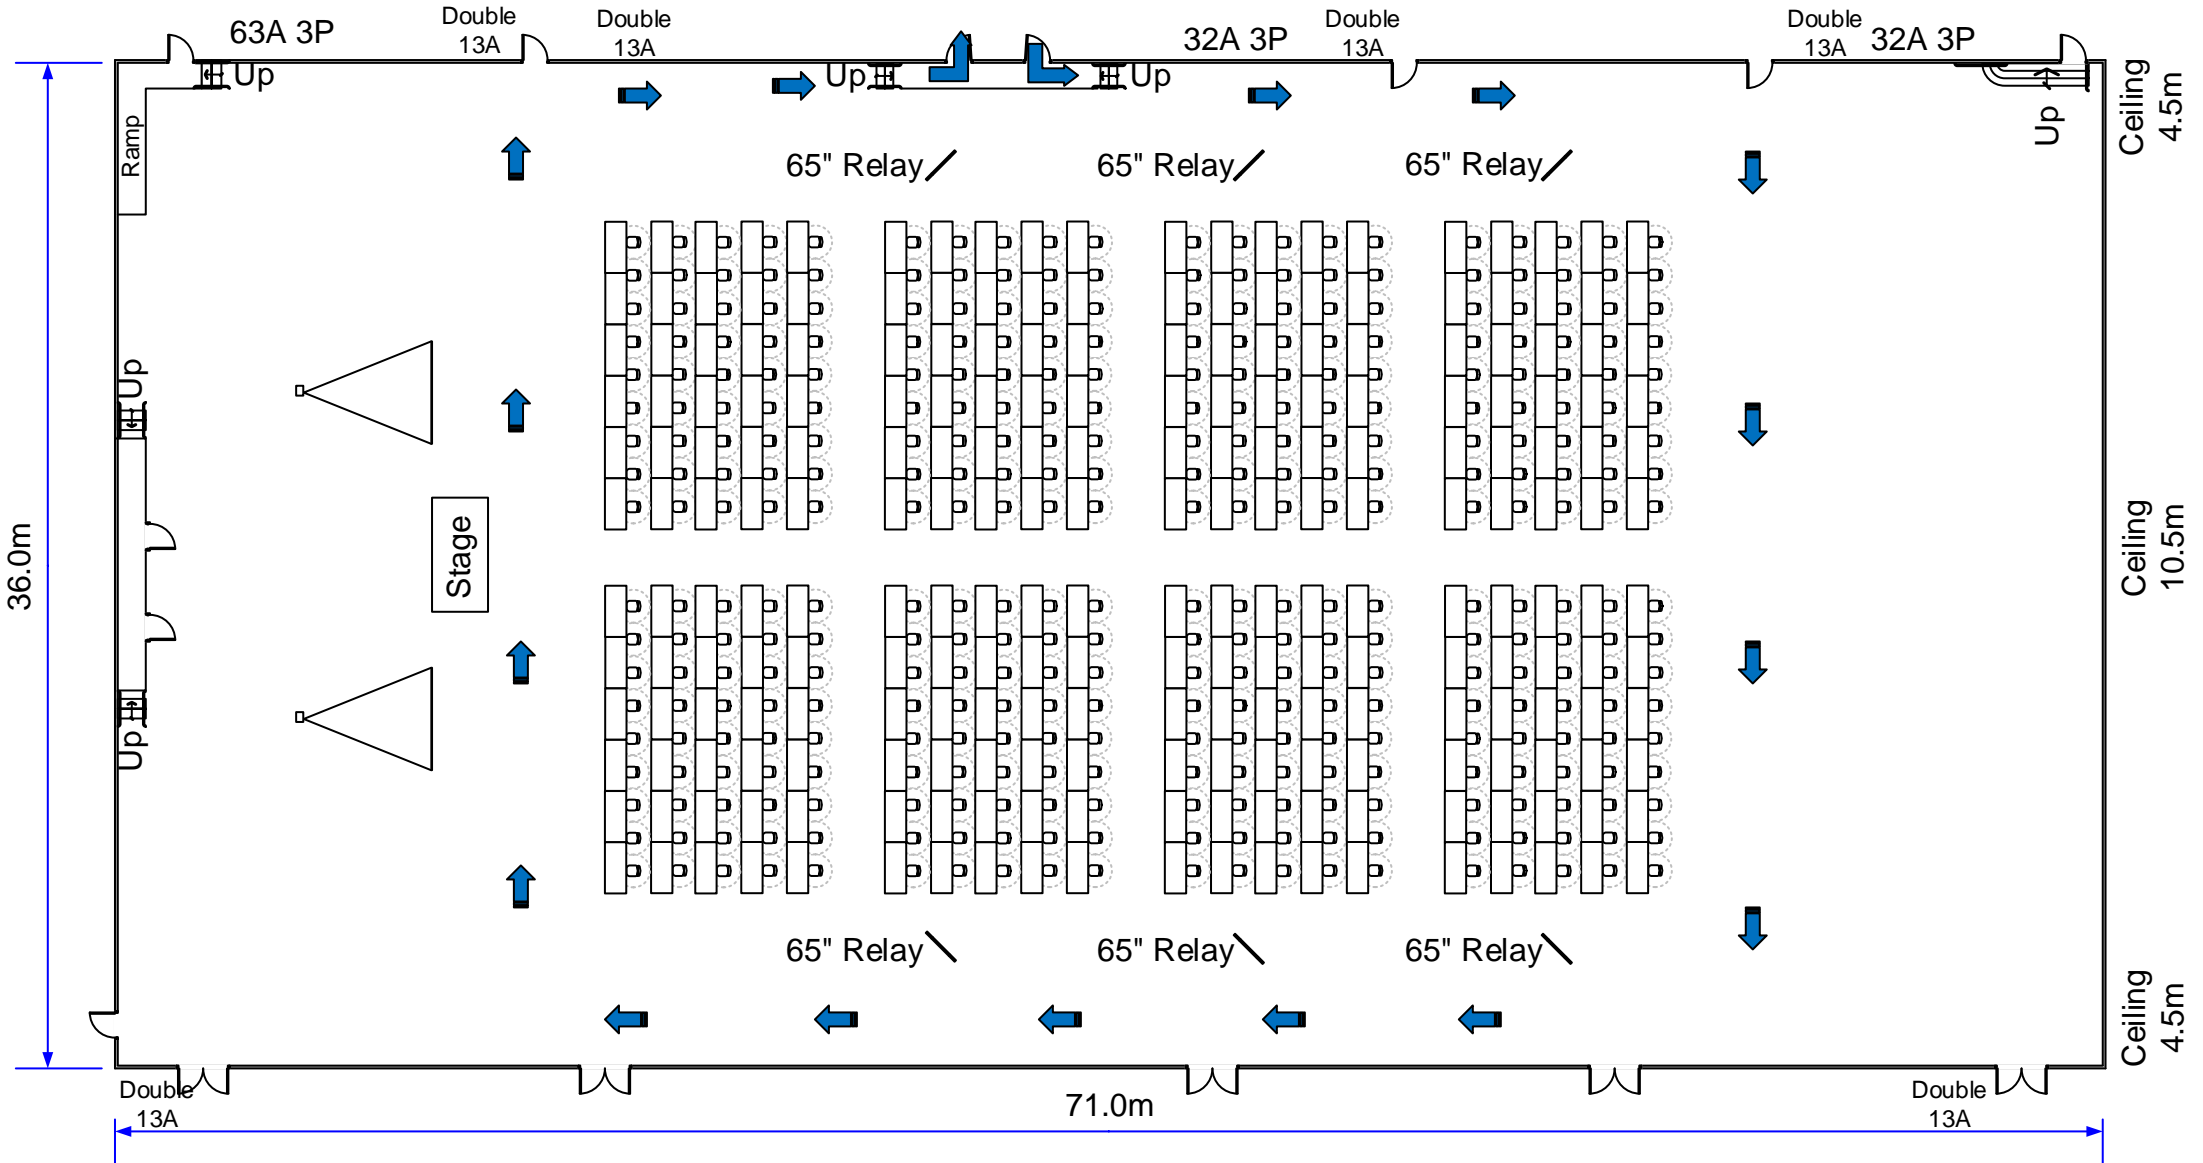 Double
13A
63A 3P
Double
13A
32A 3P
Double
13A
Double
13A
32A 3P
Up
Up
Up
Up
Ceiling
4.5m
Ramp
65" Relay
65" Relay
65" Relay
Up
36.0m
Stage
Ceiling
10.5m
Up
65" Relay
65" Relay
65" Relay
Ceiling
4.5m
Double
13A
71.0m
Double
13A